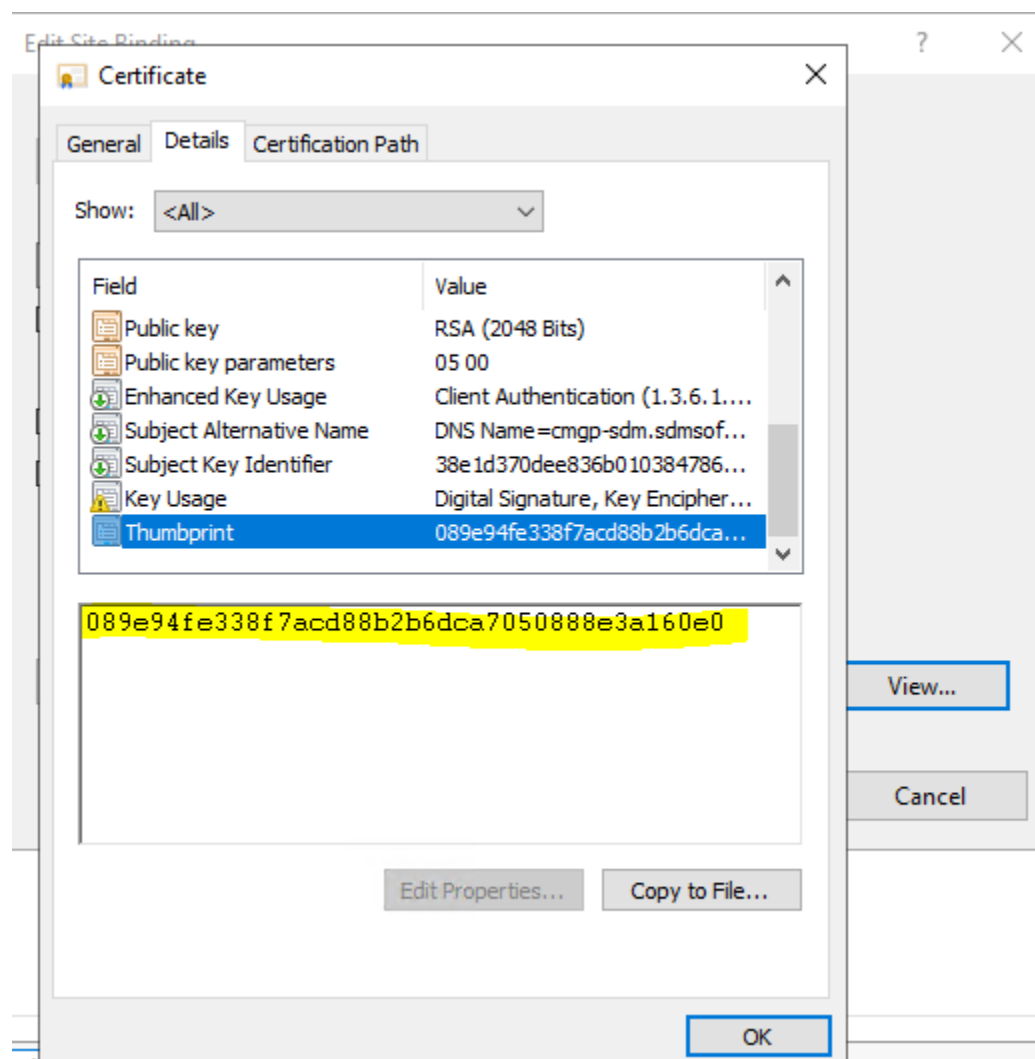 Edit Site Binding ?
Certificate
General Details Certification Path
Show: <All>
Field Value
Public key RSA (2048 Bits)
Public key parameters 05 00
Enhanced Key Usage Client Authentication (1.3.6.1....
Subject Alternative Name DNS Name=cmgp-sdm.sdmsof...
Subject Key Identifier 38e1d370dee836b010384786...
Key Usage Digital Signature, Key Encipher...
Thumbprint 089e94fe338f7acd88b2b6dca...
089e94fe338f7acd88b2b6dca7050888e3a160e0
View...
Cancel
Edit Properties... Copy to File...
OK